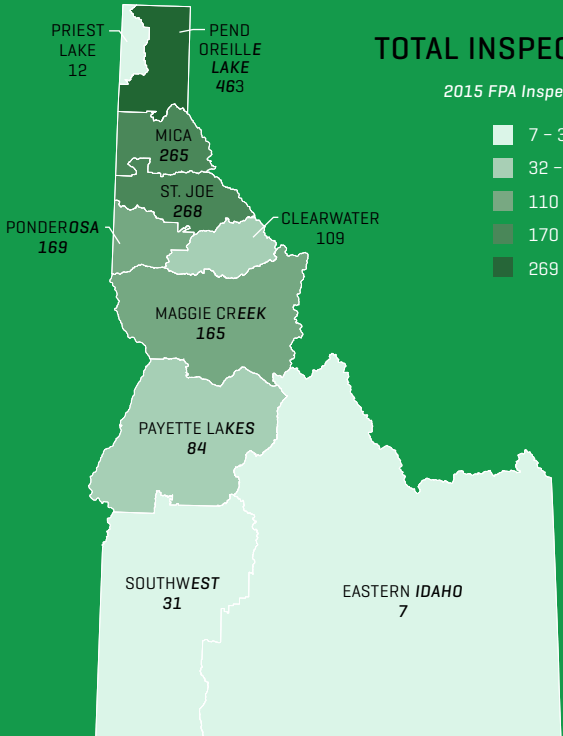 PRIEST
LAKE
12
PEND
OREILLE
LAKE
463
TOTAL INSPEC
2015 FPA Inspe
7 – 3
32 –
110
170
269
MICA
265
ST. JOE
268
PONDEROSA
169
CLEARWATER
109
MAGGIE CREEK
165
PAYETTE LAKES
84
SOUTHWEST
31
EASTERN IDAHO
7